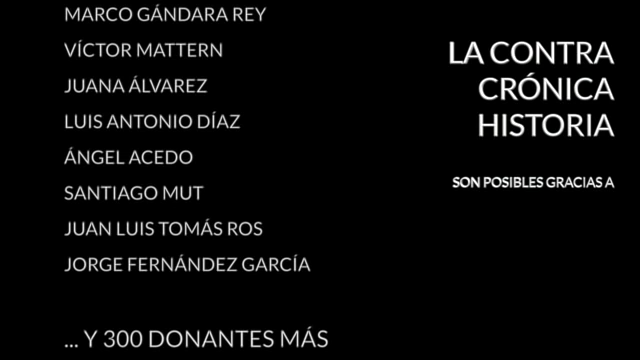 MARCO GÁNDARA REY
VÍCTOR MATTERN
JUANA ÁLVAREZ
LUIS ANTONIO DÍAZ
ÁNGEL ACEDO
SANTIAGO MUT
JUAN LUIS TOMÁS ROS
JORGE FERNÁNDEZ GARCÍA
... Y 300 DONANTES MÁS
LA CONTRA
CRÓNICA
HISTORIA
SON POSIBLES GRACIAS A